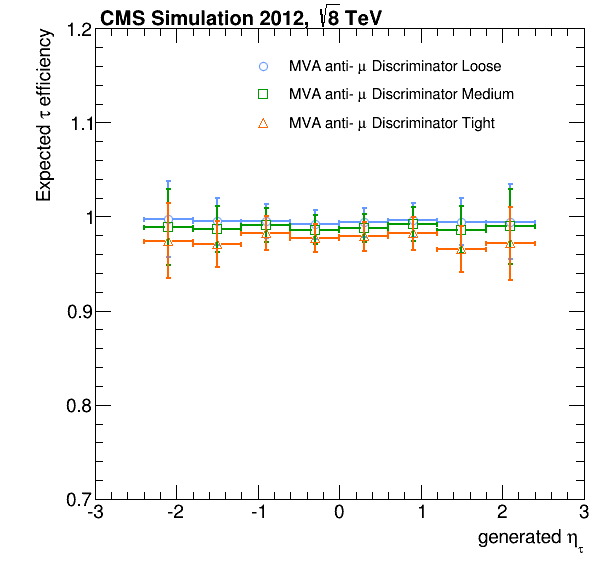 CMS Simulation 2012, √8 TeV
Expected τ efficiency
MVA anti- μ Discriminator Loose
MVA anti- μ Discriminator Medium
MVA anti- μ Discriminator Tight
1.2
1.1
1
0.9
0.8
0.7
-3 -2 -1 0 1 2 3
generated ητ